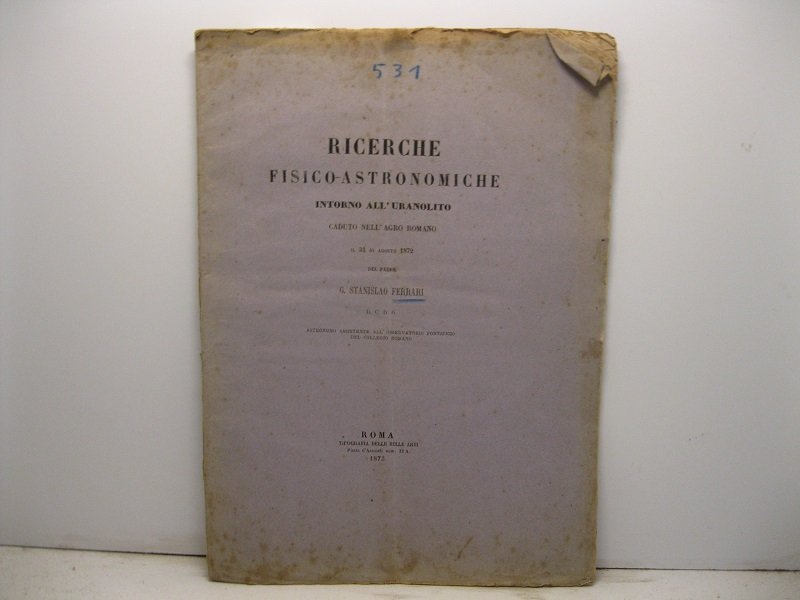 531
RICERCHE
FISICO-ASTRONOMICHE
INTORNO ALL'URANOLITO
CADUTO NELL'AGRO ROMANO
IL 31 DI AGOSTO 1872
DEL PADRE
G. STANISLAO FERRARI
D. C. D. G.
ASTRONOMO ASSISTENTE ALL'OSSERVATORIO PONTIFICIO
DEL COLLEGIO ROMANO
ROMA
TIPOGRAFIA DELLE BELLE ARTI
1873